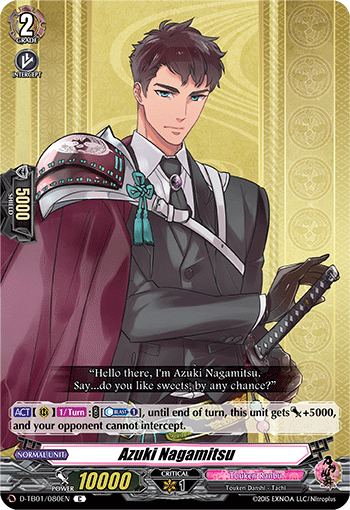 2
GRADE
INTERCEPT
5000
SHIELD
"Hello there, I'm Azuki Nagamitsu.
Say...do you like sweets, by any chance?"
ACT 1/Turn : BLAST 1, until end of turn, this unit gets +5000,
and your opponent cannot intercept.
NORMAL UNIT
Azuki Nagamitsu
POWER 10000
CRITICAL
1
Touken Ranbu
Touken Danshi - Tachi
D-TB01/080EN C
©2015 EXNOA LLC/Nitroplus